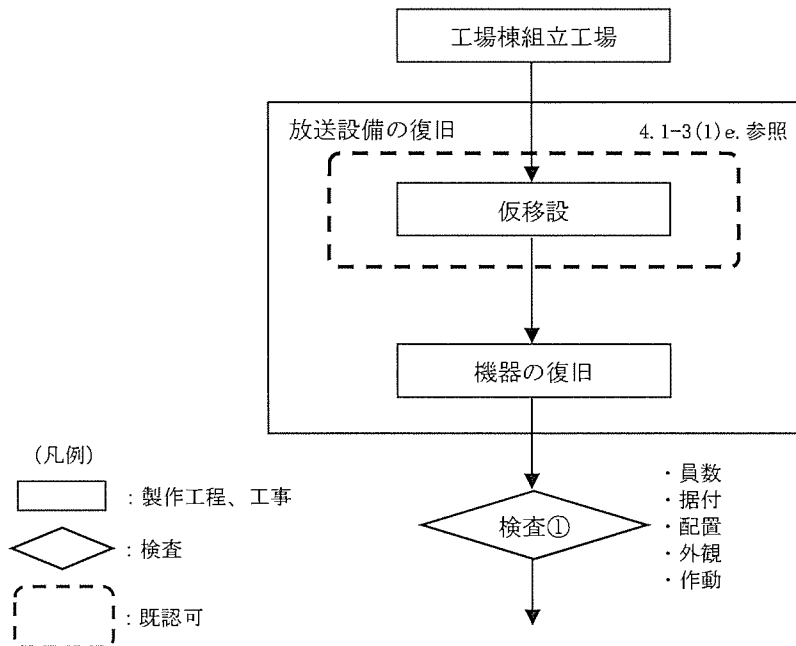 工場棟組立工場
放送設備の復旧
4.1-3(1)e.参照
仮移設
機器の復旧
検査①
・員数
・据付
・配置
・外観
・作動
(凡例)
：製作工程、工事
：検査
：既認可